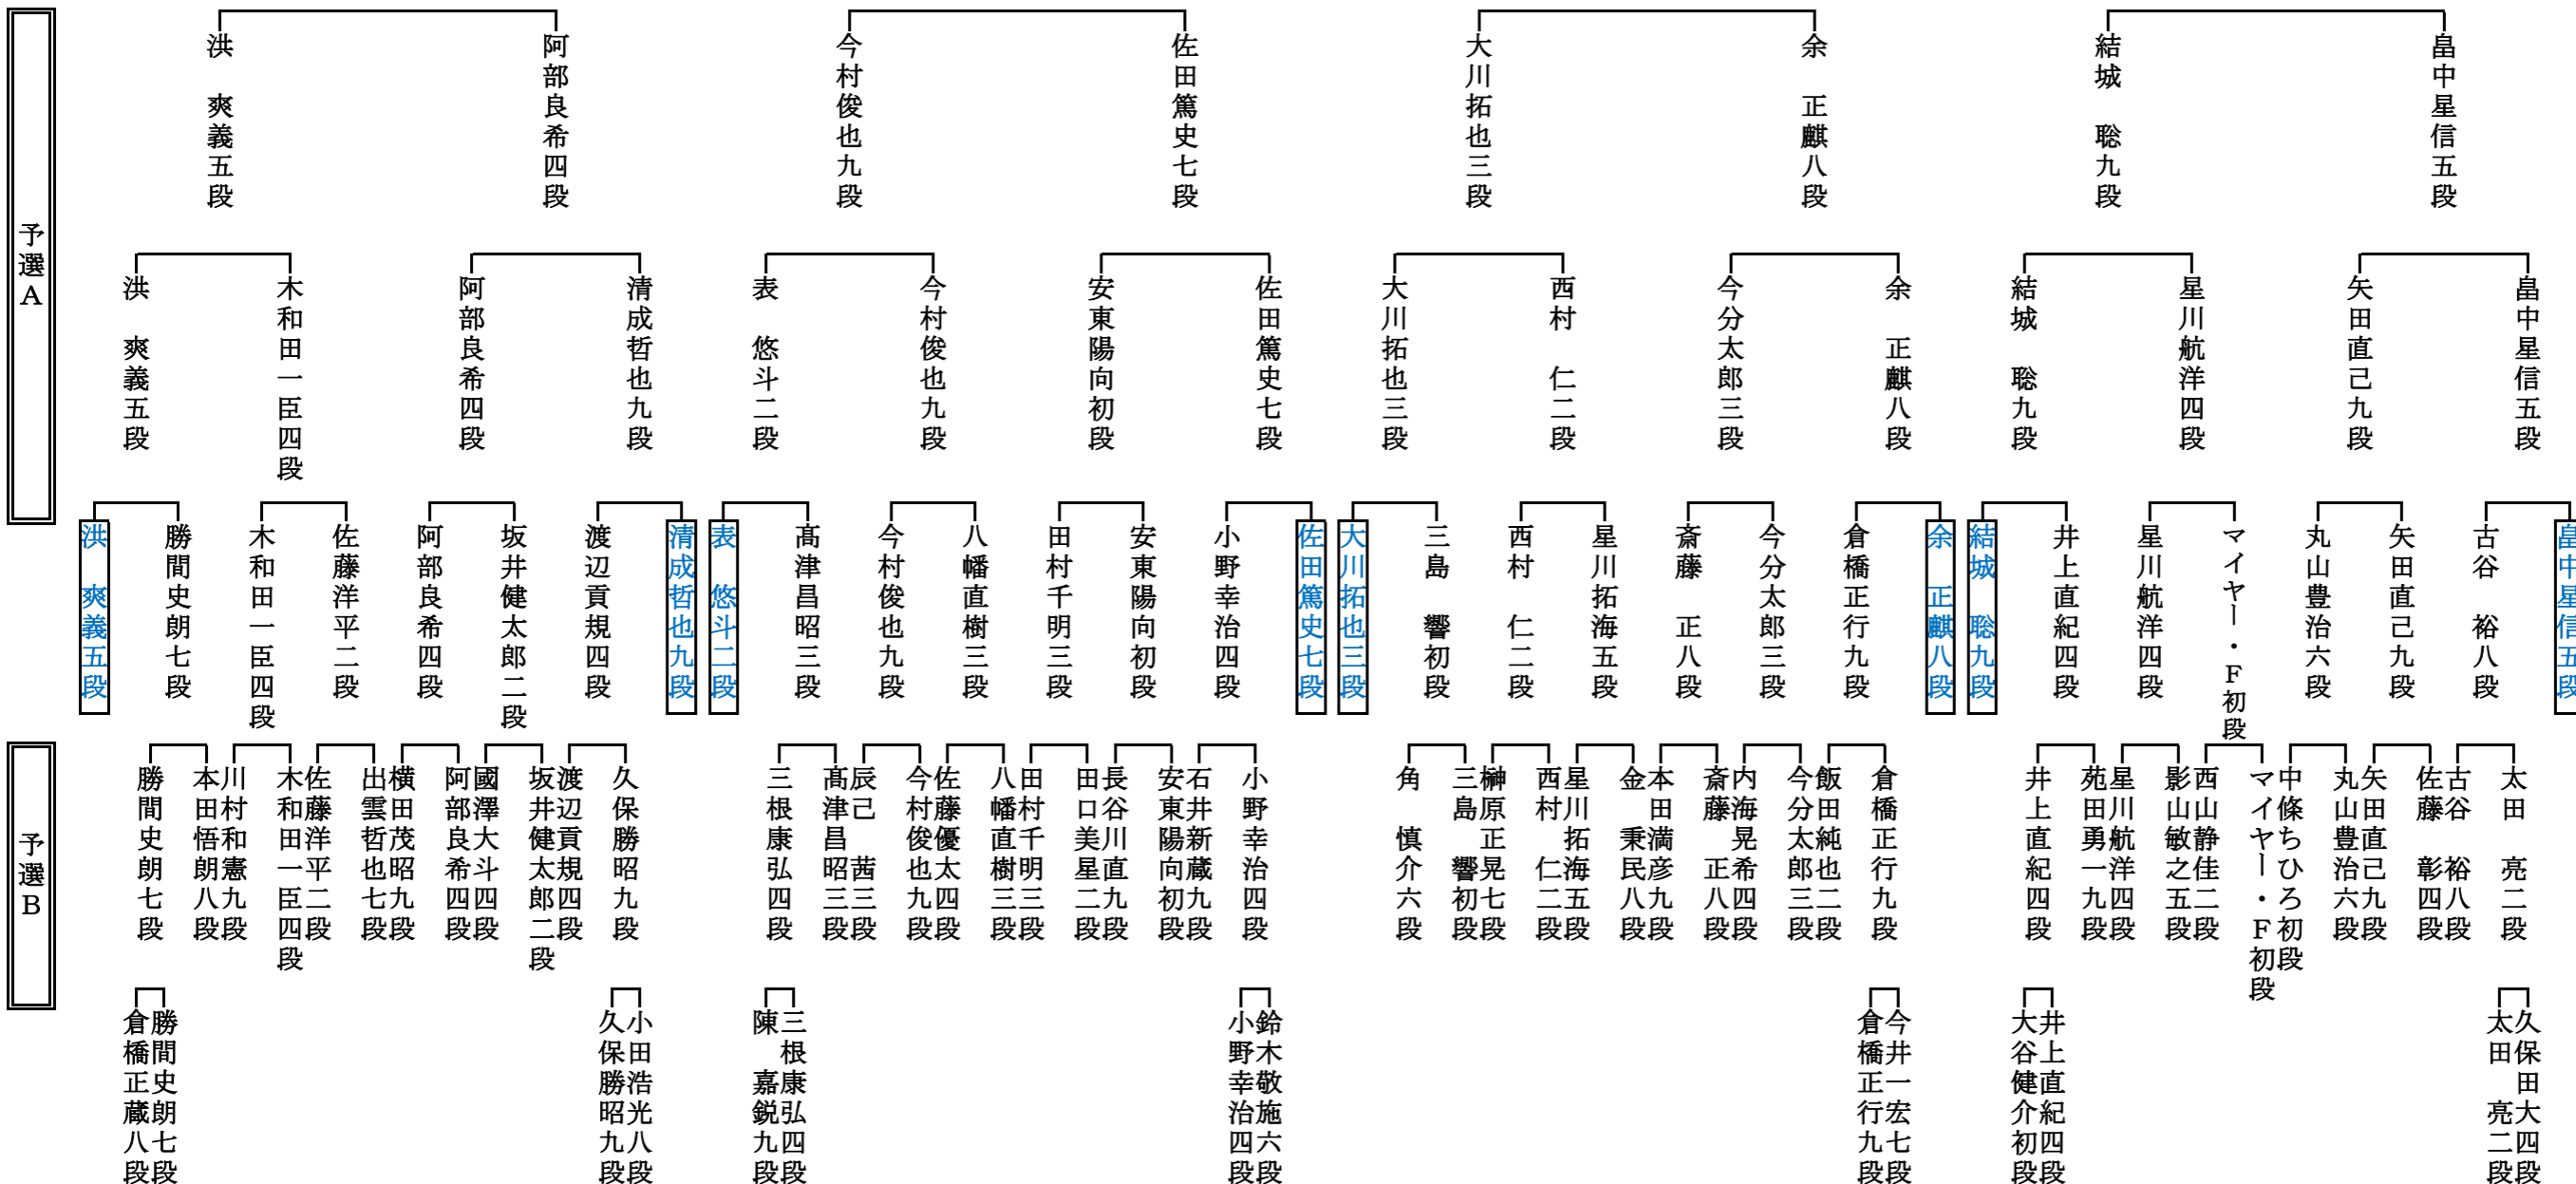 予選A
洪　爽義五段
阿部良希四段
今村俊也九段
佐田篤史七段
大川拓也三段
余　正麒八段
結城　聡九段
畠中星信五段
洪　爽義五段
木和田一臣四段
阿部良希四段
清成哲也九段
表　悠斗二段
今村俊也九段
安東陽向初段
佐田篤史七段
大川拓也三段
西村　仁二段
今分太郎三段
余　正麒八段
結城　聡九段
星川航洋四段
矢田直己九段
畠中星信五段
洪　爽義五段
勝間史朗七段
木和田一臣四段
佐藤洋平二段
阿部良希四段
坂井健太郎二段
渡辺貢規四段
清成哲也九段
表　悠斗二段
髙津昌昭三段
今村俊也九段
八幡直樹三段
田村千明三段
安東陽向初段
小野幸治四段
佐田篤史七段
大川拓也三段
三島　響初段
西村　仁二段
星川拓海五段
斎藤　正八段
今分太郎三段
倉橋正行九段
余　正麒八段
結城　聡九段
井上直紀四段
星川航洋四段
マイヤー・F初段
丸山豊治六段
矢田直己九段
古谷　裕八段
畠中星信五段
予選B
勝間史朗七段
本田悟朗八段
川村和憲九段
木和田一臣四段
佐藤洋平二段
出雲哲也七段
横田茂昭九段
阿部良希四段
國澤大斗四段
坂井健太郎二段
渡辺貢規四段
久保勝昭九段
三根康弘四段
髙津昌昭三段
辰己　茜三段
今村俊也九段
佐藤優太四段
八幡直樹三段
田村千明三段
田口美星二段
長谷川直九段
安東陽向初段
石井新蔵九段
小野幸治四段
角　慎介六段
三島　響初段
榊原正晃七段
西村　仁二段
星川拓海五段
金　秉民八段
本田満彦九段
斎藤　正八段
内海晃希四段
今分太郎三段
飯田純也二段
倉橋正行九段
井上直紀四段
苑田勇一九段
星川航洋四段
影山敏之五段
西山静佳二段
マイヤー・F初段
中條ちひろ初段
丸山豊治六段
矢田直己九段
佐藤　彰四段
古谷　裕八段
太田　亮二段
倉橋正蔵八段
勝間史朗七段
久保勝昭九段
小田浩光八段
陳　嘉鋭九段
三根康弘四段
小野幸治四段
鈴木敬施六段
倉橋正行九段
今井一宏七段
大谷健介初段
井上直紀四段
太田　亮二段
久保田大四段